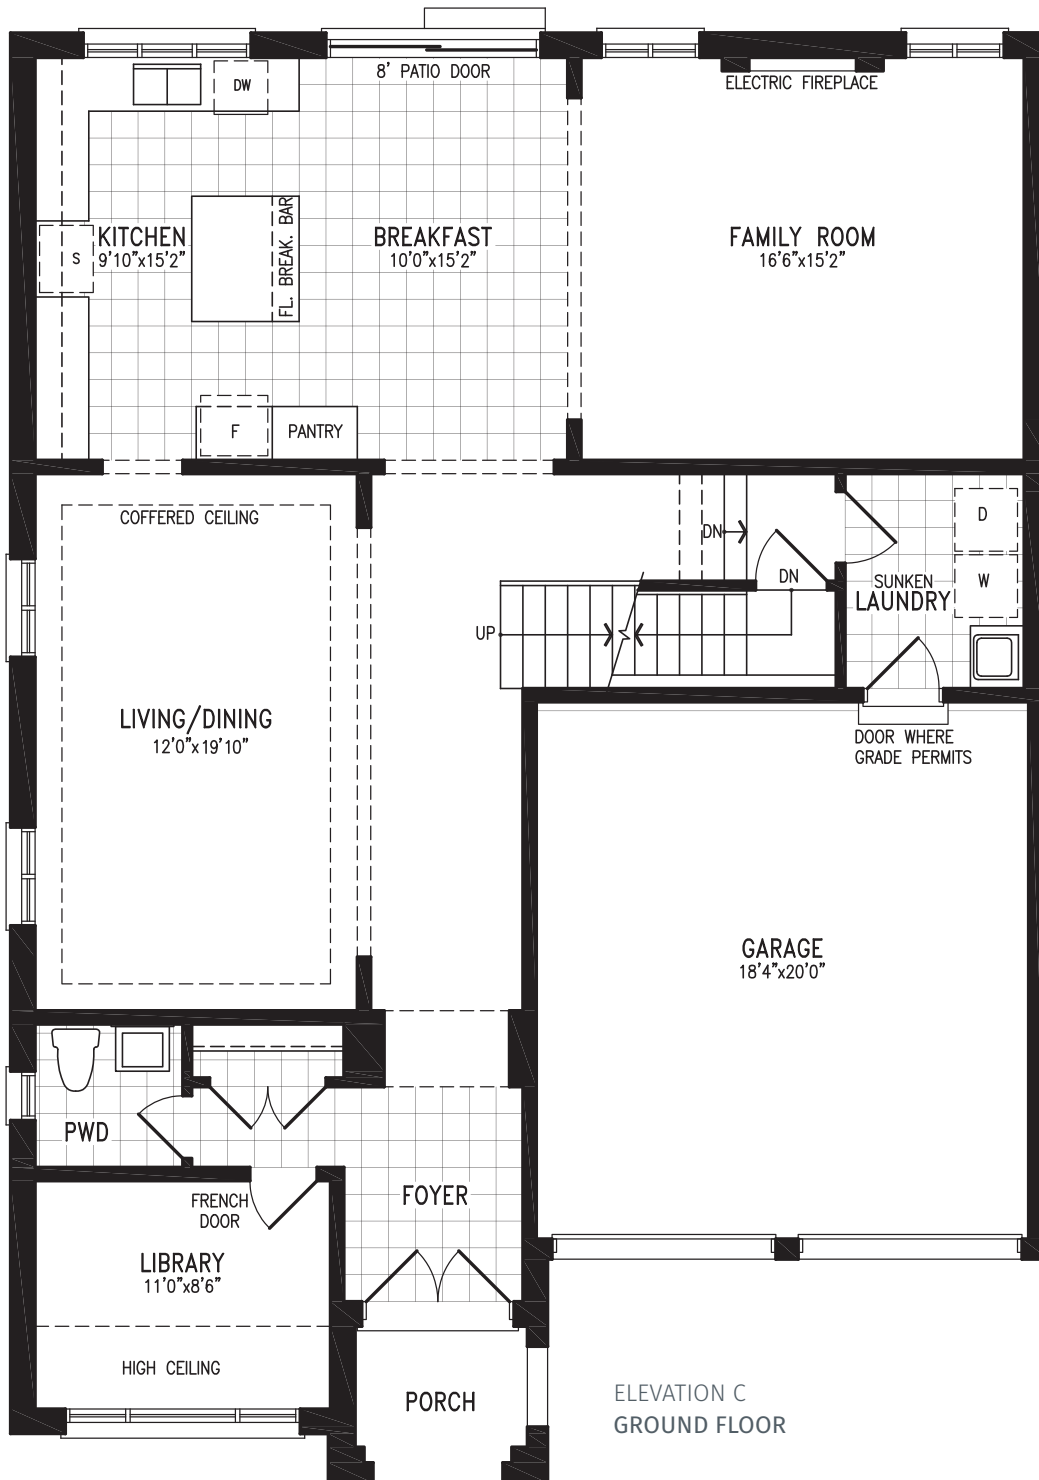 8' PATIO DOOR
DW
ELECTRIC FIREPLACE
KITCHEN
9'10"x15'2"
S
FL. BREAK. BAR
BREAKFAST
10'0"x15'2"
FAMILY ROOM
16'6"x15'2"
F
PANTRY
COFFERED CEILING
DN
D
DN
W
SUNKEN
LAUNDRY
UP
LIVING/DINING
12'0"x19'10"
DOOR WHERE
GRADE PERMITS
GARAGE
18'4"x20'0"
PWD
FRENCH
DOOR
FOYER
LIBRARY
11'0"x8'6"
HIGH CEILING
PORCH
ELEVATION C
GROUND FLOOR